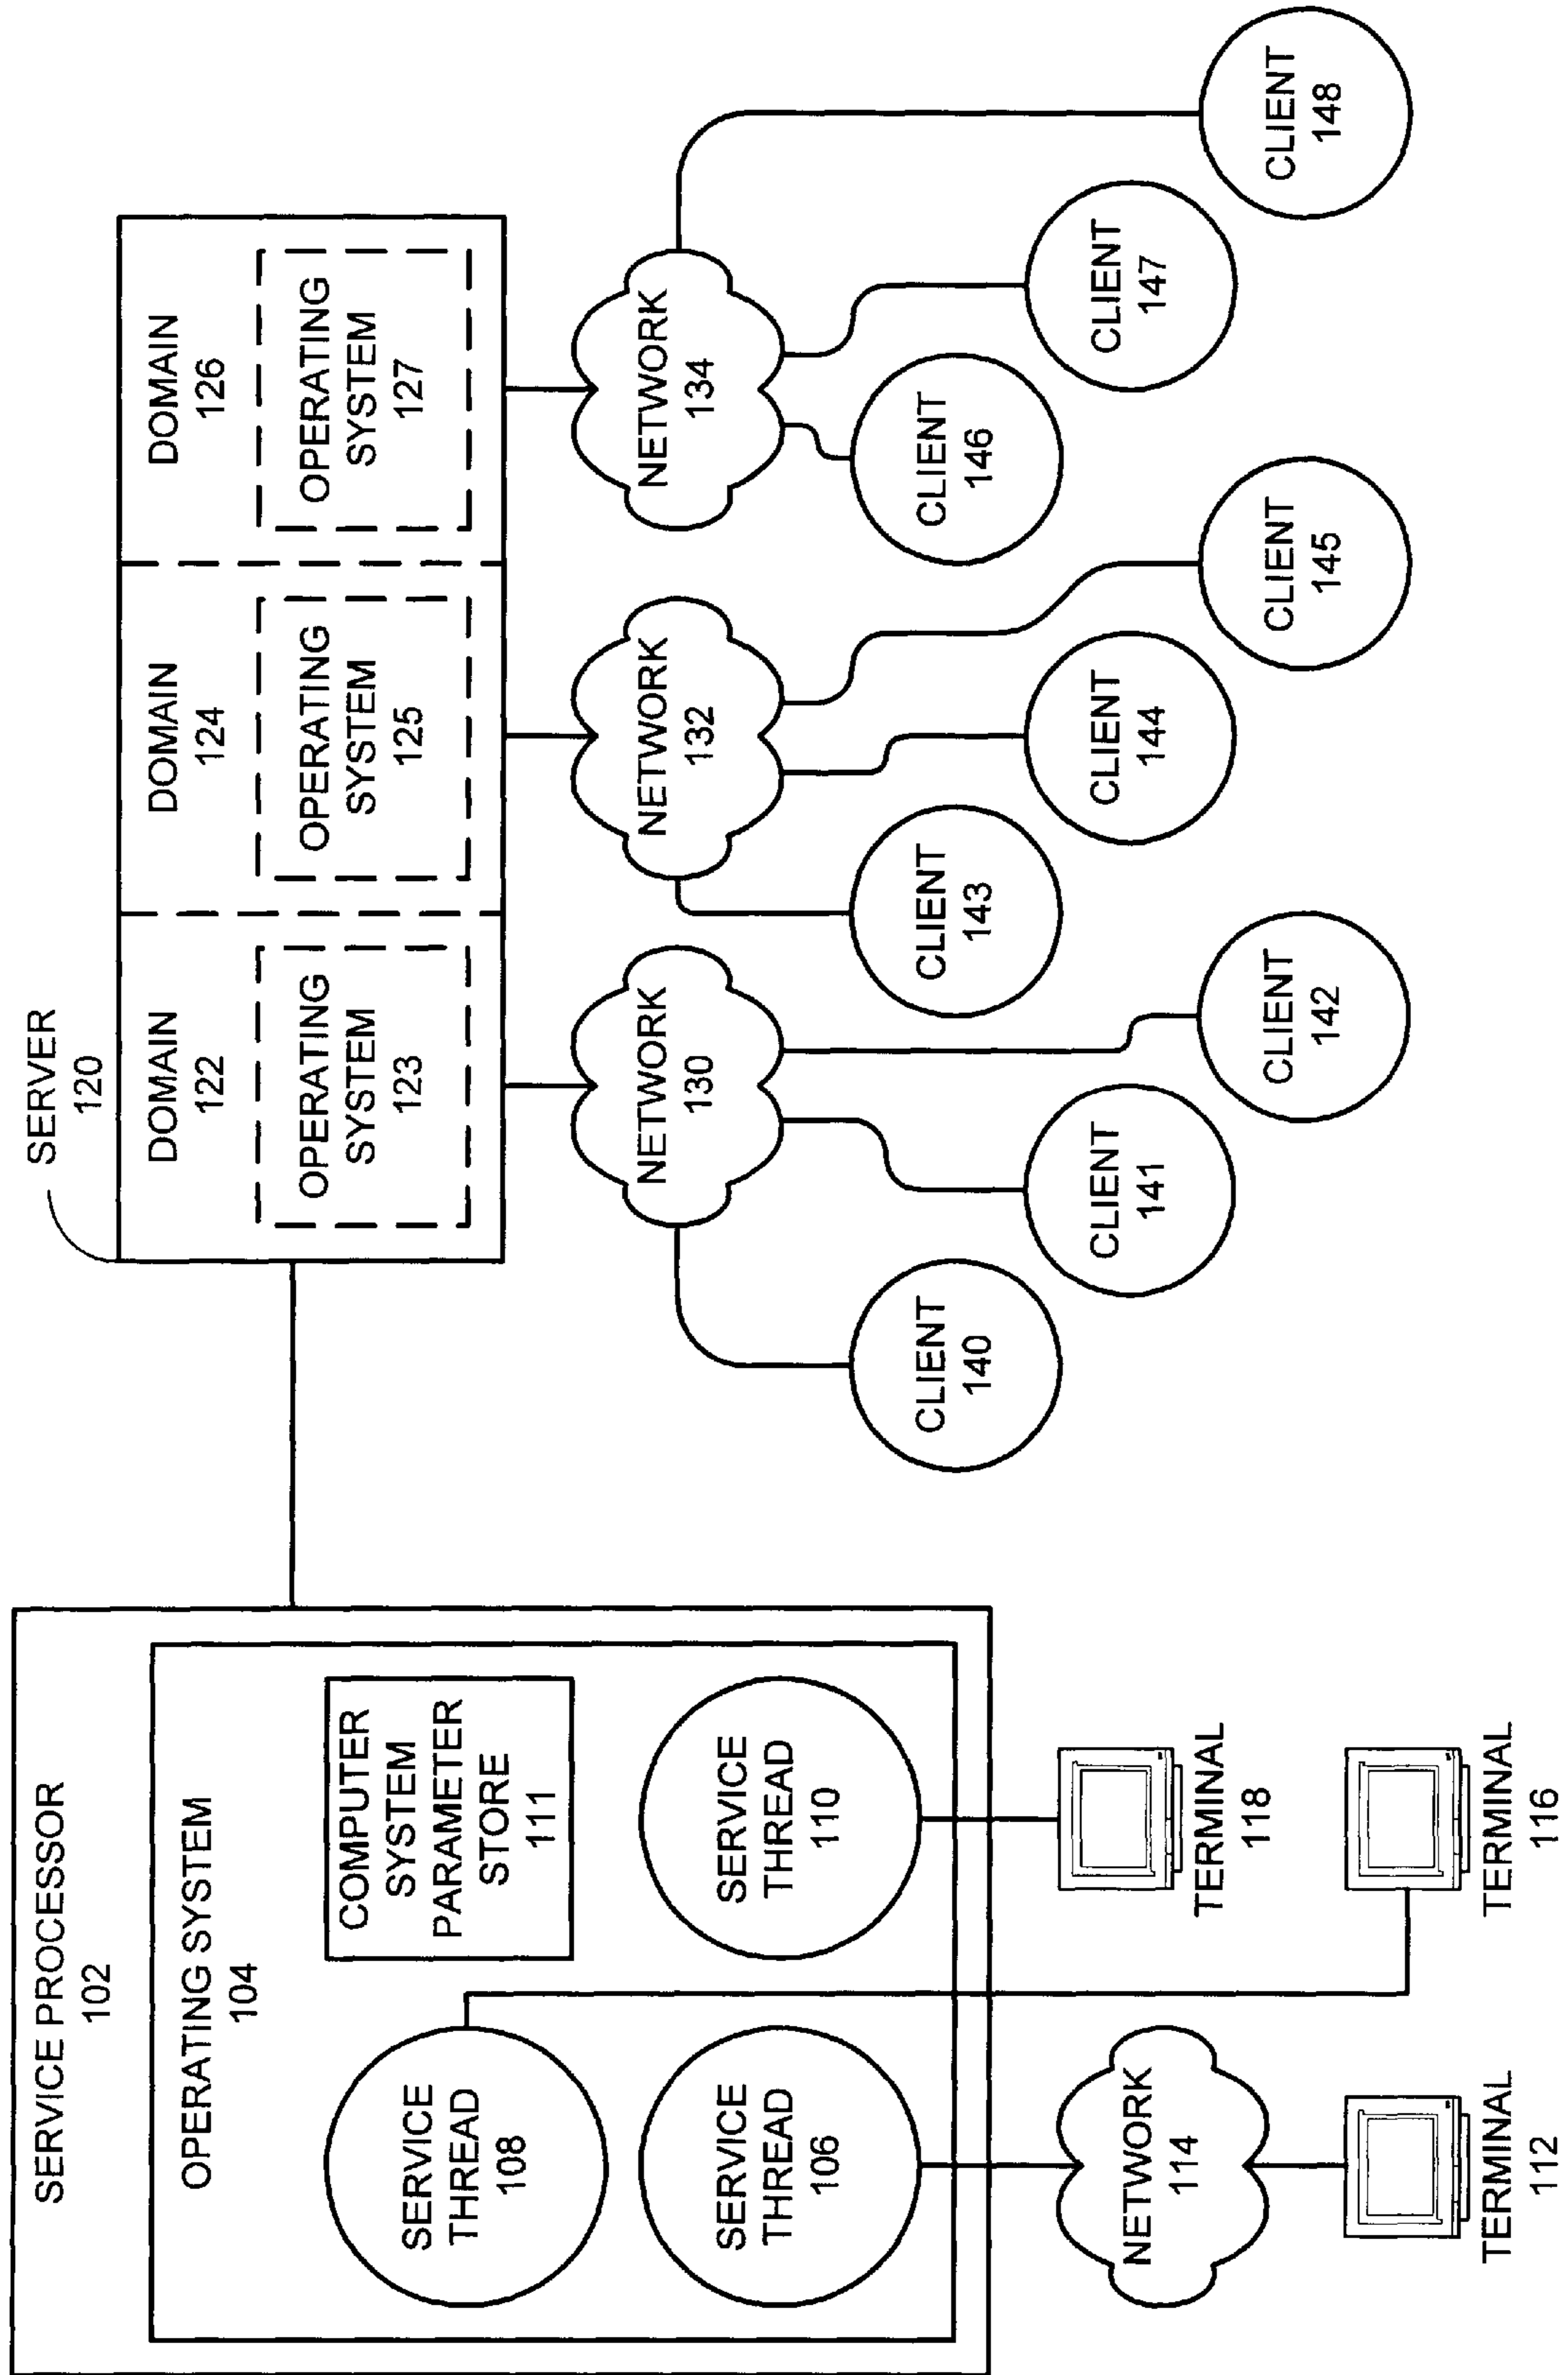 SERVICE PROCESSOR
102
OPERATING SYSTEM
104
SERVICE
THREAD
108
COMPUTER
SYSTEM
PARAMETER
STORE
111
SERVICE
THREAD
106
SERVICE
THREAD
110
NETWORK
114
TERMINAL
112
TERMINAL
116
TERMINAL
118
SERVER
120
DOMAIN
122
OPERATING
SYSTEM
123
DOMAIN
124
OPERATING
SYSTEM
125
DOMAIN
126
OPERATING
SYSTEM
127
NETWORK
130
NETWORK
132
NETWORK
134
CLIENT
140
CLIENT
141
CLIENT
142
CLIENT
143
CLIENT
144
CLIENT
145
CLIENT
146
CLIENT
147
CLIENT
148